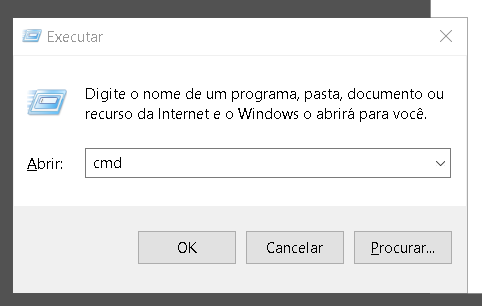 Executar
Digite o nome de um programa, pasta, documento ou
recurso da Internet e o Windows o abrirá para você.
Abrir: cmd
OK Cancelar Procurar...